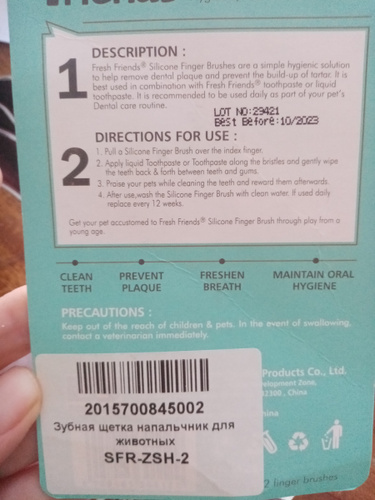 1
DESCRIPTION :
Fresh Friends® Silicone Finger Brushes are a simple hygienic solution
to help remove dental plaque and prevent the build-up of tartar. It is
best used in combination with Fresh Friends® toothpaste or liquid
toothpaste. It is recommended to be used daily as part of your pet's
Dental care routine.
LOT NO:29421
Best Before:10/2023
2
DIRECTIONS FOR USE :
1. Pull a Silicone Finger Brush over the index finger.
2. Apply liquid Toothpaste or Toothpaste along the bristles and gently wipe
the teeth back & forth between teeth and gums.
3. Praise your pets while cleaning the teeth and reward them afterwards.
4. After use,wash the Silicone Finger Brush with clean water. If used daily
replace every 12 weeks.
Get your pet accustomed to Fresh Friends® Silicone Finger Brush through play from a
young age.
CLEAN
TEETH
PREVENT
PLAQUE
FRESHEN
BREATH
MAINTAIN ORAL
HYGIENE
PRECAUTIONS :
Keep out of the reach of children & pets. In the event of swallowing,
contact a veterinarian immediately.
Products Co., Ltd.
Zone,
China
2015700845002
Зубная щетка напальчник для
животных
SFR-ZSH-2
2 finger brushes